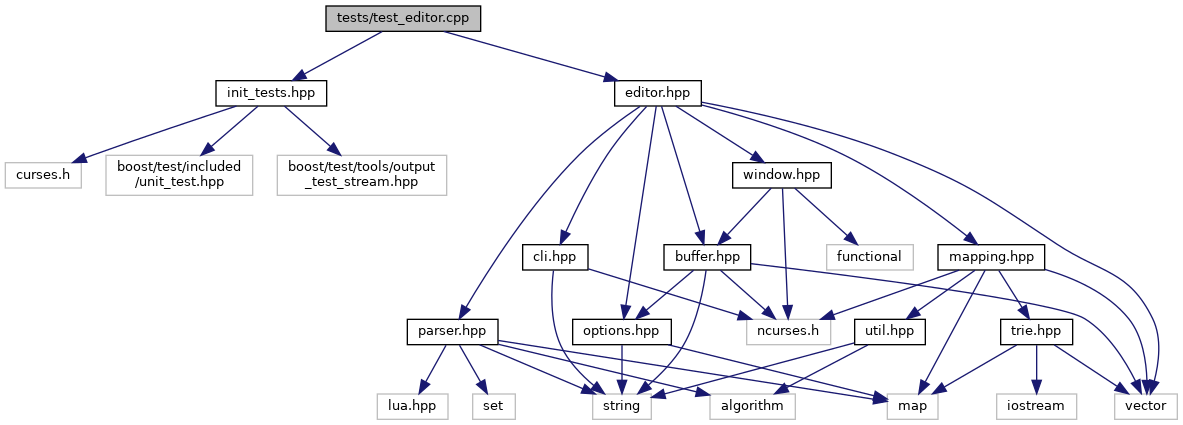 tests/test_editor.cpp
init_tests.hpp
editor.hpp
curses.h
boost/test/included
/unit_test.hpp
boost/test/tools/output
_test_stream.hpp
window.hpp
cli.hpp
buffer.hpp
functional
mapping.hpp
parser.hpp
options.hpp
ncurses.h
util.hpp
trie.hpp
lua.hpp
set
string
algorithm
map
iostream
vector